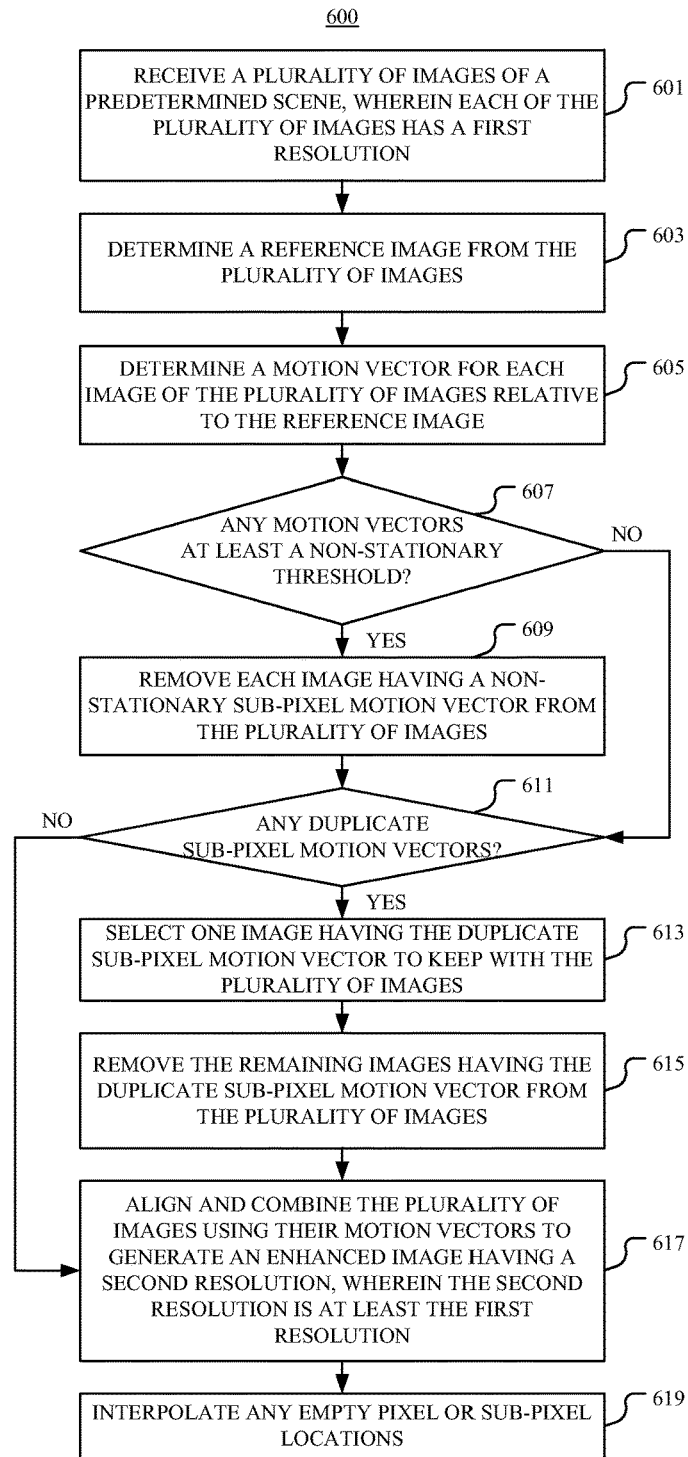 600
RECEIVE A PLURALITY OF IMAGES OF A
PREDETERMINED SCENE, WHEREIN EACH OF THE
PLURALITY OF IMAGES HAS A FIRST
RESOLUTION
601
DETERMINE A REFERENCE IMAGE FROM THE
PLURALITY OF IMAGES
603
DETERMINE A MOTION VECTOR FOR EACH
IMAGE OF THE PLURALITY OF IMAGES RELATIVE
TO THE REFERENCE IMAGE
605
607
ANY MOTION VECTORS
AT LEAST A NON-STATIONARY
THRESHOLD?
NO
YES
609
REMOVE EACH IMAGE HAVING A NON-
STATIONARY SUB-PIXEL MOTION VECTOR FROM
THE PLURALITY OF IMAGES
611
NO
ANY DUPLICATE
SUB-PIXEL MOTION VECTORS?
YES
SELECT ONE IMAGE HAVING THE DUPLICATE
SUB-PIXEL MOTION VECTOR TO KEEP WITH THE
PLURALITY OF IMAGES
613
REMOVE THE REMAINING IMAGES HAVING THE
DUPLICATE SUB-PIXEL MOTION VECTOR FROM
THE PLURALITY OF IMAGES
615
ALIGN AND COMBINE THE PLURALITY OF
IMAGES USING THEIR MOTION VECTORS TO
GENERATE AN ENHANCED IMAGE HAVING A
SECOND RESOLUTION, WHEREIN THE SECOND
RESOLUTION IS AT LEAST THE FIRST
RESOLUTION
617
INTERPOLATE ANY EMPTY PIXEL OR SUB-PIXEL
LOCATIONS
619